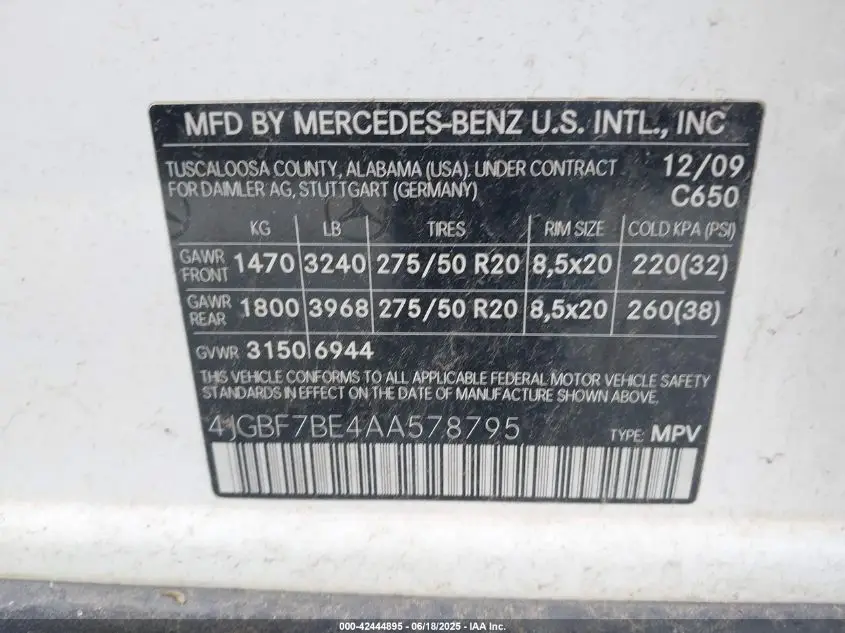 MFD BY MERCEDES-BENZ U.S. INTL., INC
TUSCALOOSA COUNTY, ALABAMA (USA), UNDER CONTRACT 12/09
FOR DAIMLER AG, STUTTGART (GERMANY) C650
KG LB TIRES RIM SIZE COLD KPA (PSI)
GAWR FRONT 1470 3240 275/50 R20 8,5x20 220(32)
GAWR REAR 1800 3968 275/50 R20 8,5x20 260(38)
GVWR 3150 6944
THIS VEHICLE CONFORMS TO ALL APPLICABLE FEDERAL MOTOR VEHICLE SAFETY
STANDARDS IN EFFECT ON THE DATE OF MANUFACTURE SHOWN ABOVE.
4JGBF7BE4AA578795 TYPE: MPV
000-42444895 - 06/18/2025 - IAA Inc.